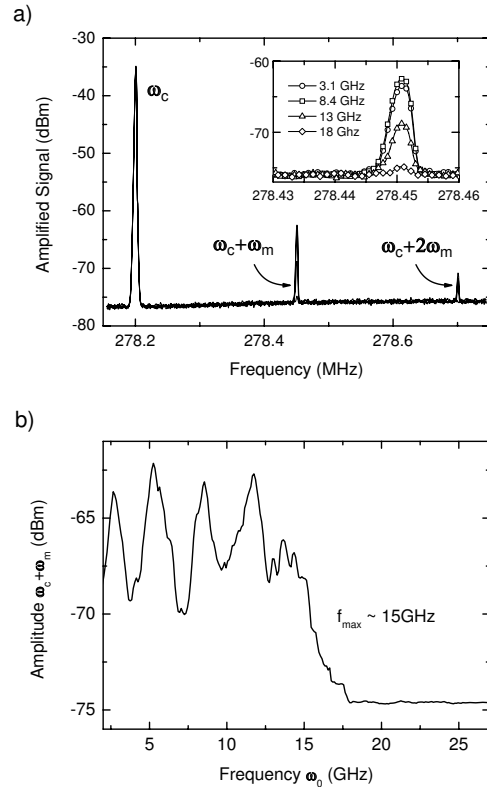 a)
-30
-40
-50
-60
-70
-80
Amplified Signal (dBm)
ω_c
ω_c+ω_m
ω_c+2ω_m
-60
-70
3.1 GHz
8.4 GHz
13 GHz
18 Ghz
278.43 278.44 278.45 278.46
278.2 278.4 278.6
Frequency (MHz)
b)
-65
-70
-75
Amplitude ω_c+ω_m (dBm)
f_max ~ 15GHz
5 10 15 20 25
Frequency ω_0 (GHz)